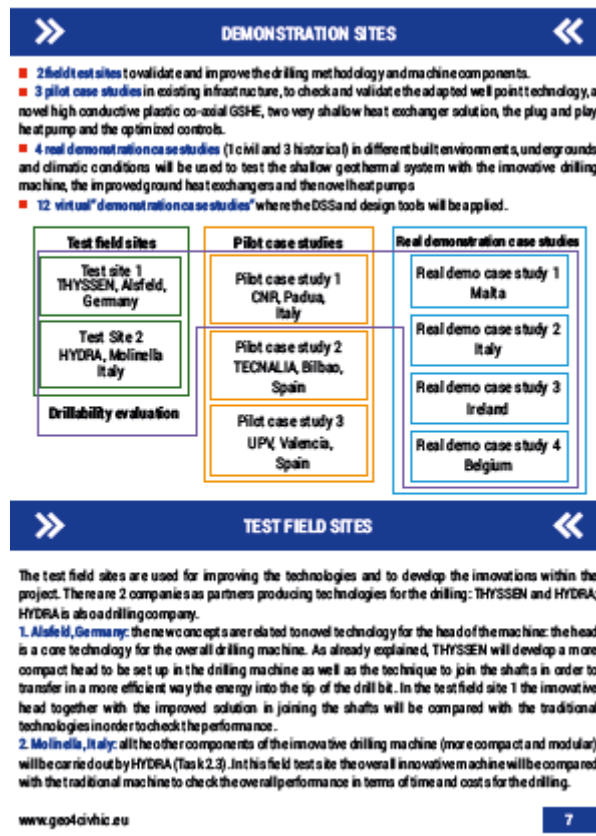 DEMONSTRATION SITES
2 field test sites to validate and improve the drilling methodology and machine components.
3 pilot case studies in existing infrastructure, to check and validate the adapted well point technology, a
novel high conductive plastic co-axial GSHE, two very shallow heat exchanger solution, the plug and play
heat pump and the optimized controls.
4 real demonstration case studies (1 civil and 3 historical) in different built environments, undergrounds
and climatic conditions will be used to test the shallow geothermal system with the innovative drilling
machine, the improved ground heat exchangers and the novel heat pumps
12 virtual "demonstration case studies" where the DSS and design tools will be applied.
Test field sites
Test site 1
THYSSEN, Alsfeld,
Germany
Test Site 2
HYDRA, Molinella
Italy
Drillability evaluation
Pilot case studies
Pilot case study 1
CNR, Padua,
Italy
Pilot case study 2
TECNALIA, Bilbao,
Spain
Pilot case study 3
UPV, Valencia,
Spain
Real demonstration case studies
Real demo case study 1
Malta
Real demo case study 2
Italy
Real demo case study 3
Ireland
Real demo case study 4
Belgium
TEST FIELD SITES
The test field sites are used for improving the technologies and to develop the innovations within the
project. There are 2 companies as partners producing technologies for the drilling: THYSSEN and HYDRA;
HYDRA is also a drilling company.
1. Alsfeld, Germany: the new concepts are related to novel technology for the head of the machine: the head
is a core technology for the overall drilling machine. As already explained, THYSSEN will develop a more
compact head to be set up in the drilling machine as well as the technique to join the shafts in order to
transfer in a more efficient way the energy into the tip of the drill bit. In the test field site 1 the innovative
head together with the improved solution in joining the shafts will be compared with the traditional
technologies in order to check the performance.
2. Molinella, Italy: all the other components of the innovative drilling machine (more compact and modular)
will be carried out by HYDRA (Task 2.3). In this field test site the overall innovative machine will be compared
with the traditional machine to check the overall performance in terms of time and costs for the drilling.
www.geo4civhic.eu
7